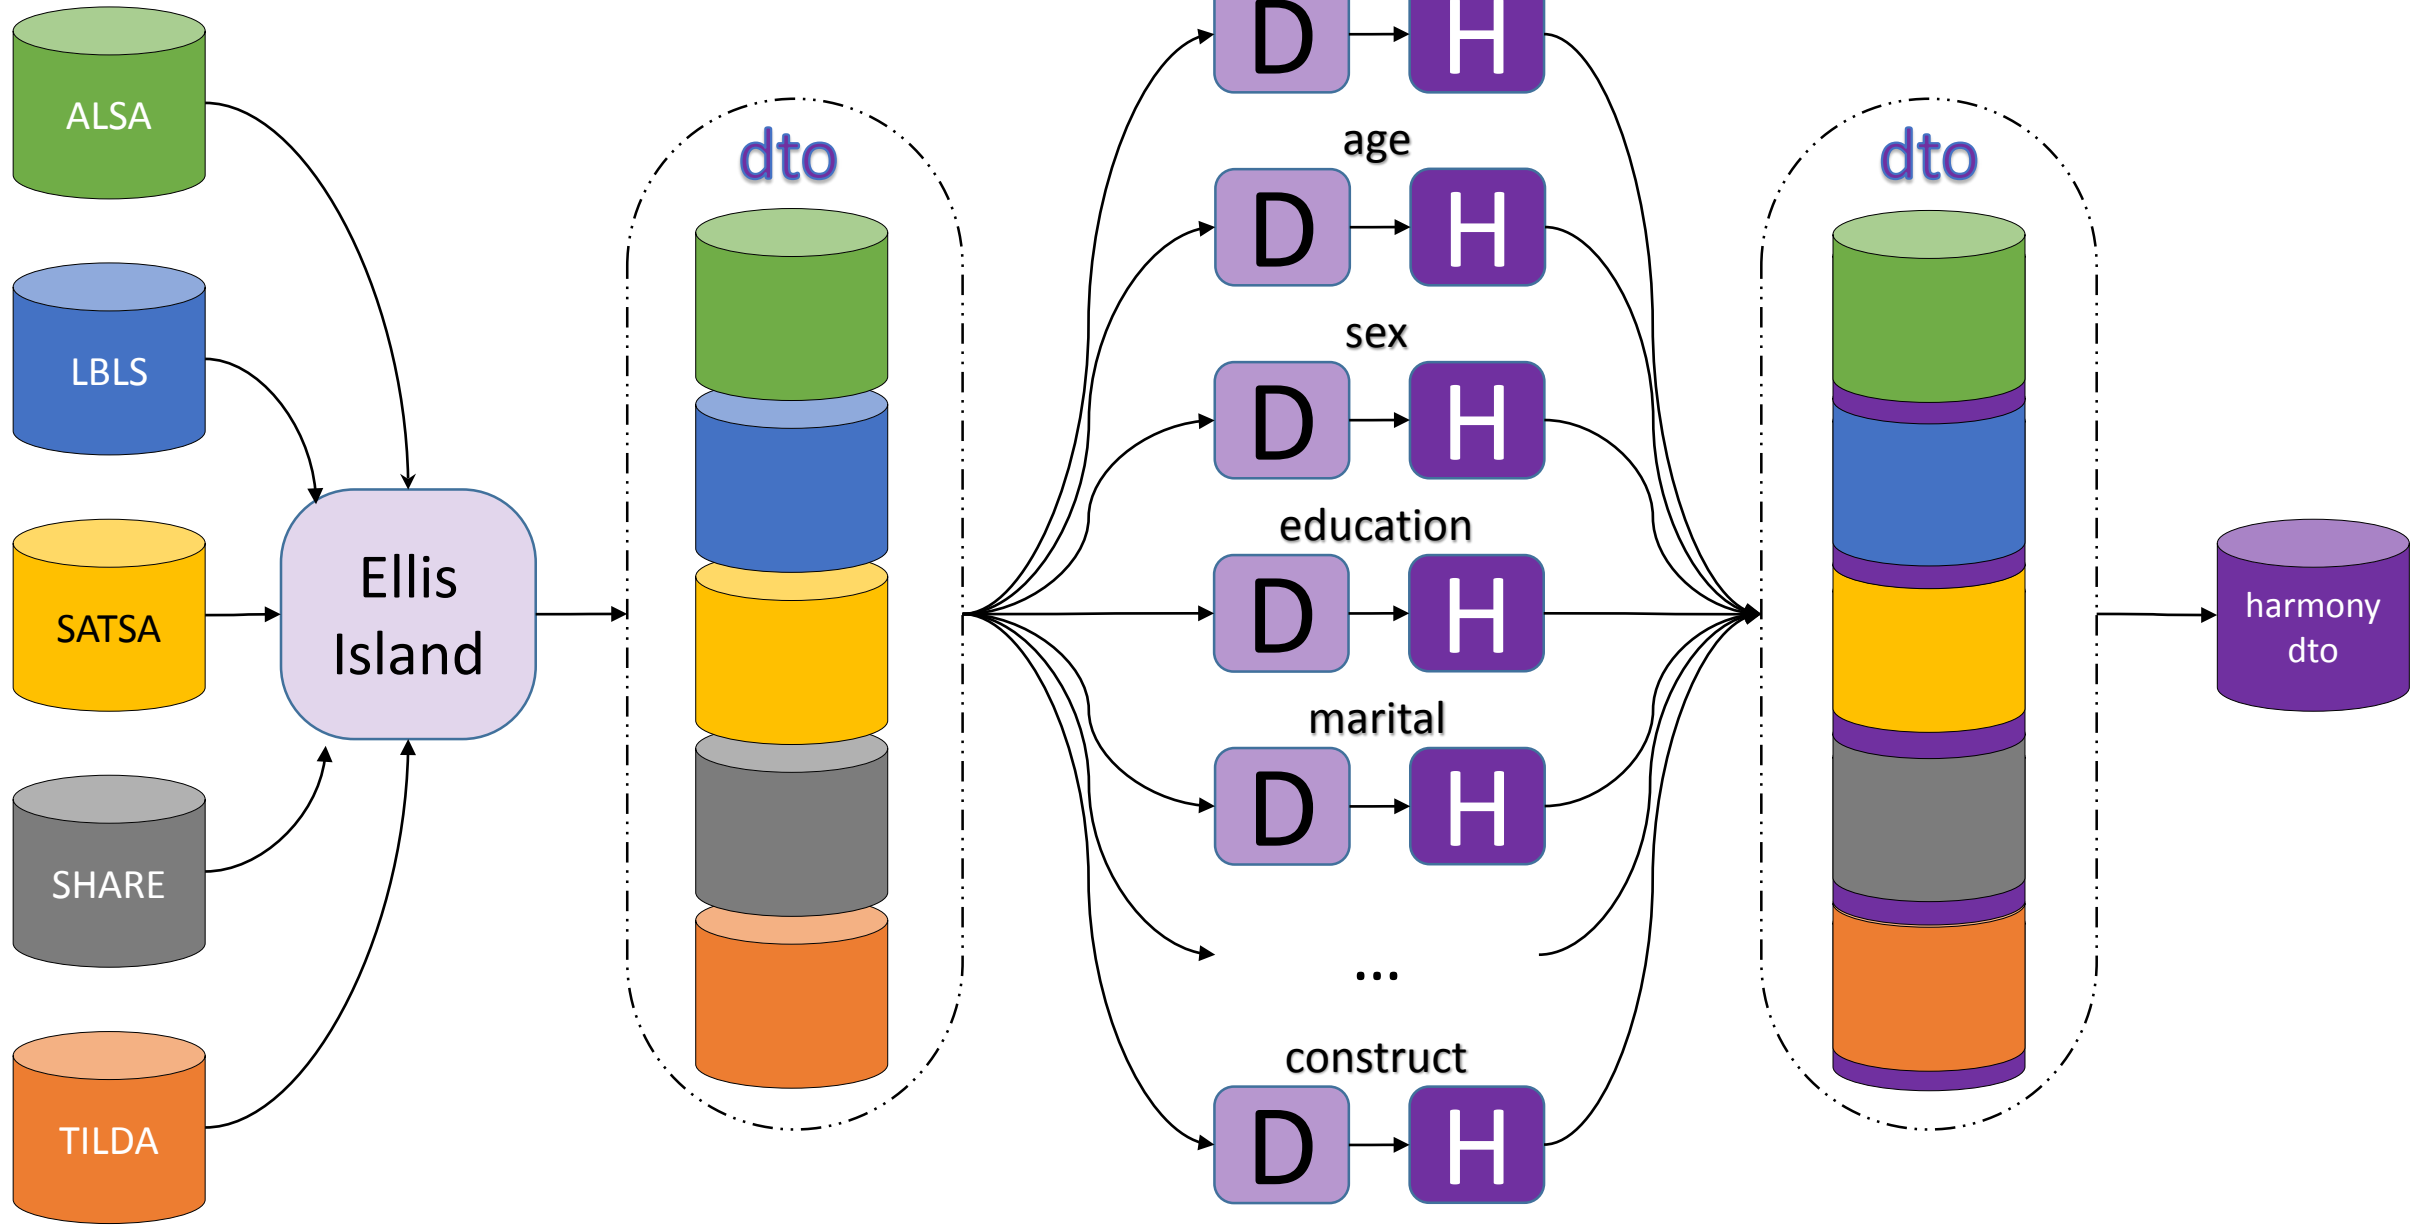 ALSA
LBLS
SATSA
SHARE
TILDA
Ellis
Island
dto
D H
age
D H
sex
D H
education
D H
marital
D H
...
construct
D H
dto
harmony
dto